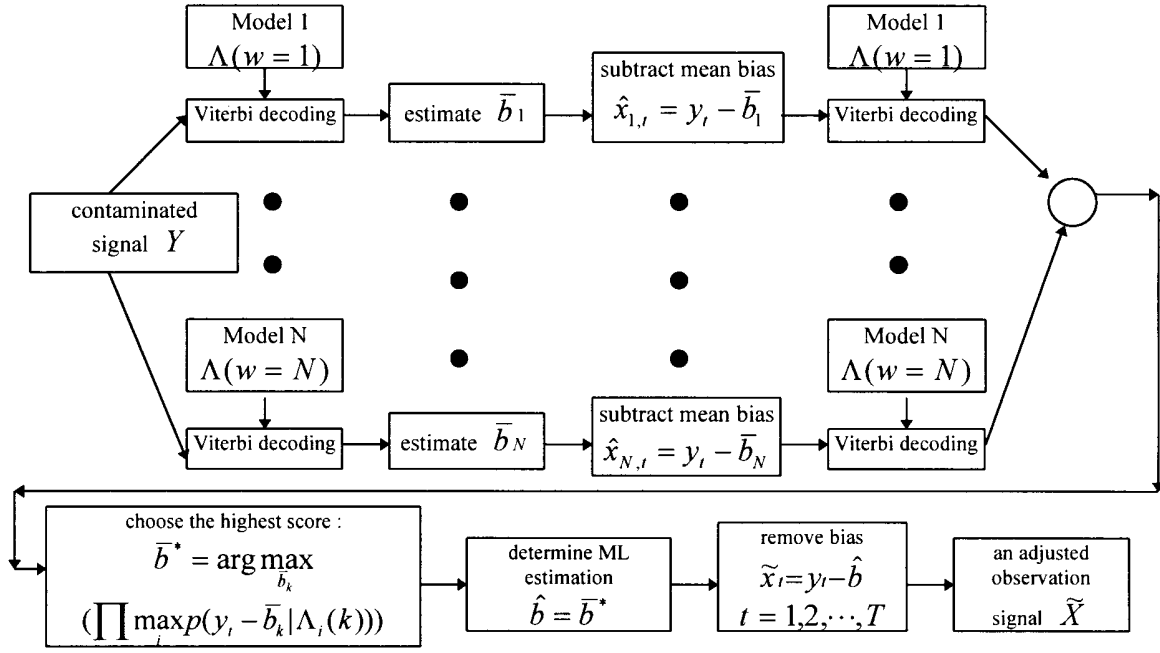 Model 1
Λ(w = 1)
Viterbi decoding
estimate b̄₁
subtract mean bias
x̂₁,ₜ = yₜ − b̄₁
Model 1
Λ(w = 1)
Viterbi decoding
contaminated
signal Y
Model N
Λ(w = N)
Viterbi decoding
estimate b̄_N
subtract mean bias
x̂_N,ₜ = yₜ − b̄_N
Model N
Λ(w = N)
Viterbi decoding
choose the highest score :
b̄* = arg max
b̄ₖ
(∏ max p(yₜ − b̄ₖ|Λᵢ(k)))
i
determine ML
estimation
b̂ = b̄*
remove bias
x̃ₜ=yₜ−b̂
t = 1,2,⋯,T
an adjusted
observation
signal X̃